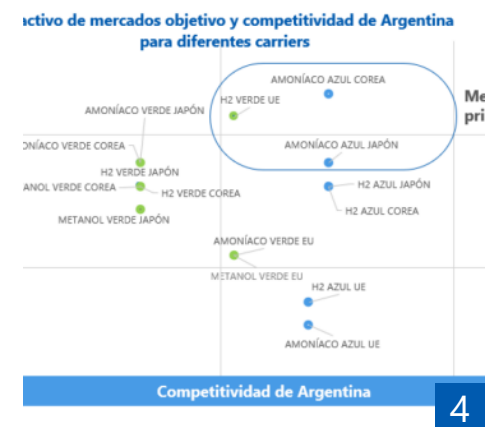 activo de mercados objetivo y competitividad de Argentina
para diferentes carriers
AMONÍACO AZUL COREA
H2 VERDE UE
Me
AMONÍACO VERDE JAPÓN
pri
ONÍACO VERDE COREA
AMONÍACO AZUL JAPÓN
H2 VERDE JAPÓN
ANOL VERDE COREA
H2 VERDE COREA
H2 AZUL JAPÓN
METANOL VERDE JAPÓN
H2 AZUL COREA
AMONÍACO VERDE EU
METANOL VERDE EU
H2 AZUL UE
AMONÍACO AZUL UE
Competitividad de Argentina
4